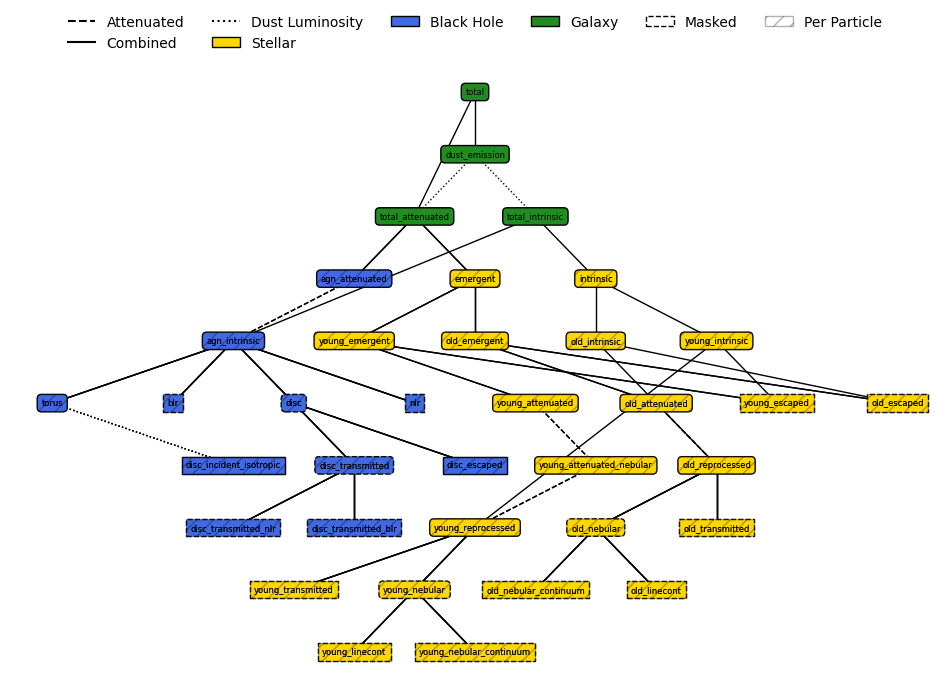 Attenuated Dust Luminosity Black Hole Galaxy Masked Per Particle
Combined Stellar
total
dust_emission
total_attenuated total_intrinsic
agn_attenuated emergent intrinsic
agn_intrinsic young_emergent old_emergent old_intrinsic young_intrinsic
torus blr disc nlr young_attenuated old_attenuated young_escaped old_escaped
disc_incident_isotropic disc_transmitted disc_escaped young_attenuated_nebular old_reprocessed
disc_transmitted_nlr disc_transmitted_blr young_reprocessed old_nebular old_transmitted
young_transmitted young_nebular old_nebular_continuum old_linecont
young_linecont young_nebular_continuum